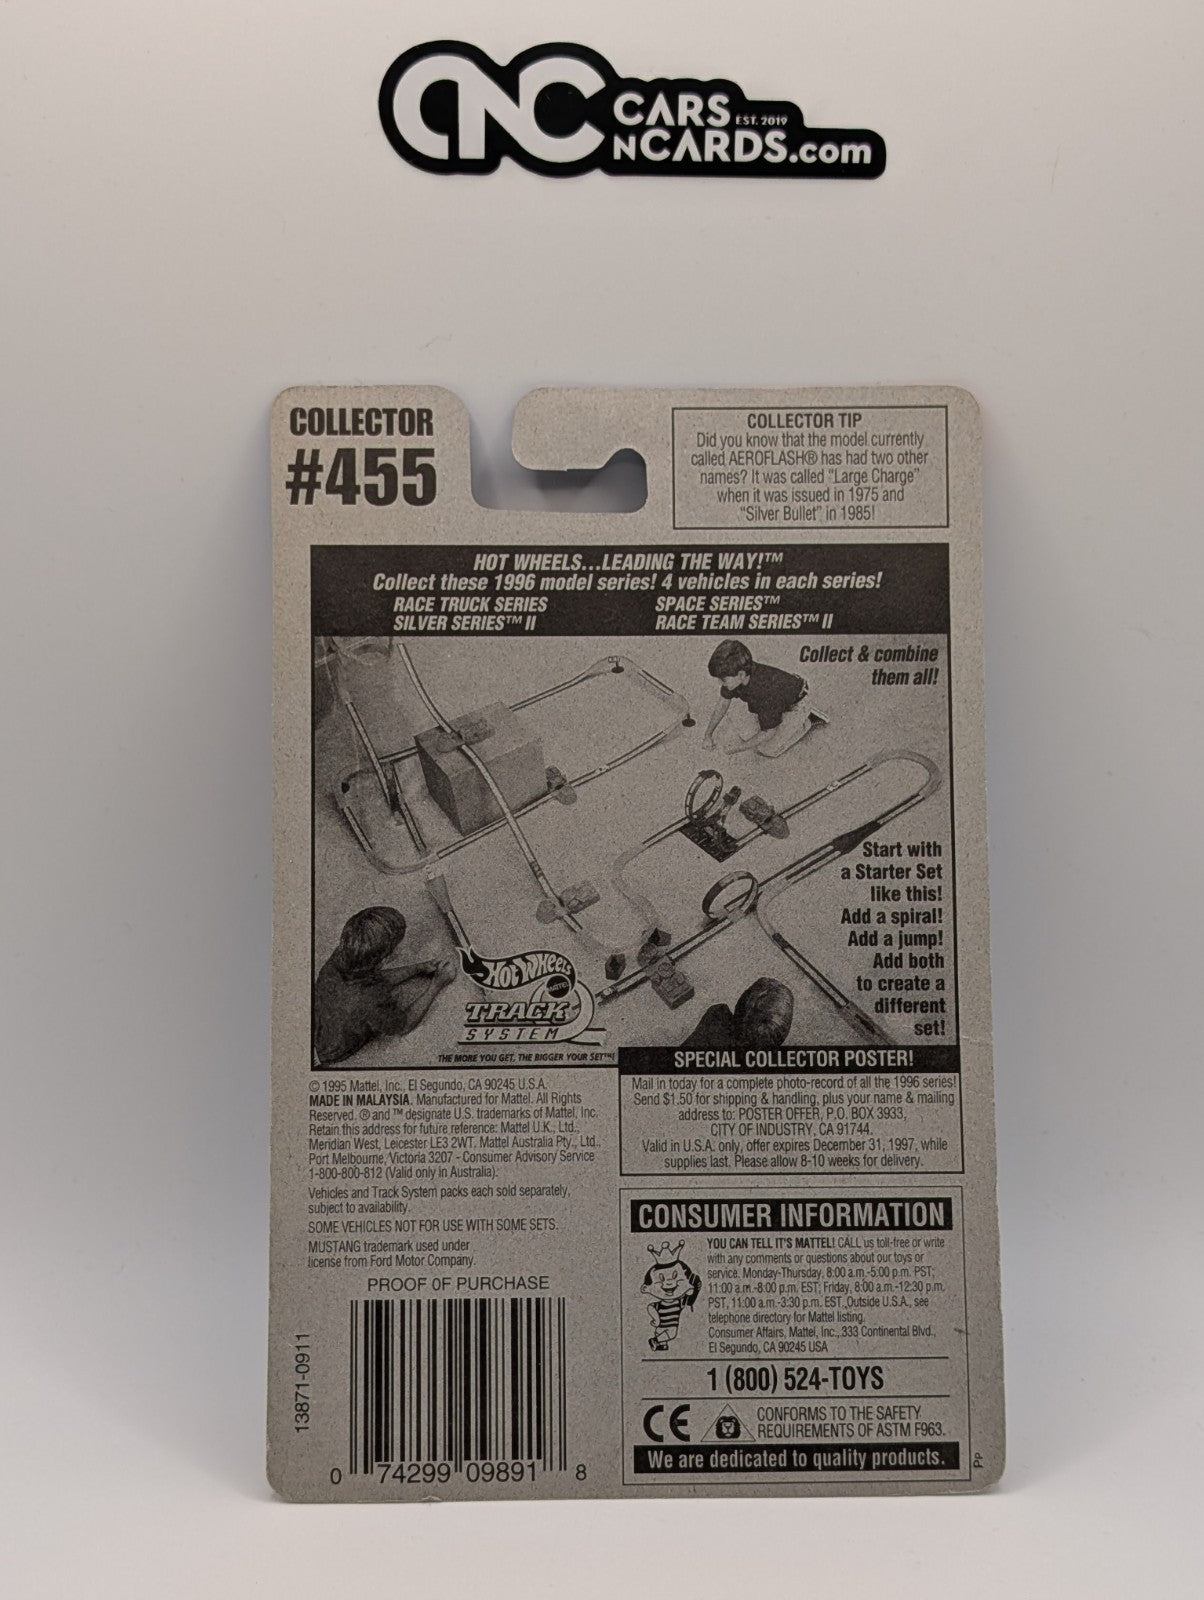 CNC
CARS
EST. 2019
NCARDS.com
COLLECTOR
#455
COLLECTOR TIP
Did you know that the model currently
called AEROFLASH® has had two other
names? It was called "Large Charge"
when it was issued in 1975 and
"Silver Bullet" in 1985!
HOT WHEELS...LEADING THE WAY!™
Collect these 1996 model series! 4 vehicles in each series!
RACE TRUCK SERIES
SILVER SERIES™ II
SPACE SERIES™
RACE TEAM SERIES™ II
Collect & combine
them all!
Start with
a Starter Set
like this!
Add a spiral!
Add a jump!
Add both
to create a
different
set!
HOT WHEELS
MATTEL
TRACK
SYSTEM
THE MORE YOU GET, THE BIGGER YOUR SET™!
SPECIAL COLLECTOR POSTER!
Mail in today for a complete photo-record of all the 1996 series!
Send $1.50 for shipping & handling, plus your name & mailing
address to: POSTER OFFER, P.O. BOX 3933,
CITY OF INDUSTRY, CA 91744.
Valid in U.S.A. only, offer expires December 31, 1997, while
supplies last. Please allow 8-10 weeks for delivery.
© 1995 Mattel, Inc., El Segundo, CA 90245 U.S.A.
MADE IN MALAYSIA. Manufactured for Mattel. All Rights
Reserved. ® and ™ designate U.S. trademarks of Mattel, Inc.
Retain this address for future reference: Mattel U.K., Ltd.,
Meridian West, Leicester LE3 2WT. Mattel Australia Pty., Ltd.,
Port Melbourne, Victoria 3207 - Consumer Advisory Service
1-800-800-812 (Valid only in Australia).
Vehicles and Track System packs each sold separately,
subject to availability.
SOME VEHICLES NOT FOR USE WITH SOME SETS.
MUSTANG trademark used under
license from Ford Motor Company.
PROOF OF PURCHASE
13871-0911
0 74299 09891 8
CONSUMER INFORMATION
YOU CAN TELL IT'S MATTEL! CALL us toll-free or write
with any comments or questions about our toys or
service. Monday-Thursday, 8:00 a.m.-5:00 p.m. PST;
11:00 a.m.-8:00 p.m. EST; Friday, 8:00 a.m.-12:30 p.m.
PST, 11:00 a.m.-3:30 p.m. EST. Outside U.S.A., see
telephone directory for Mattel listing.
Consumer Affairs, Mattel, Inc., 333 Continental Blvd.,
El Segundo, CA 90245 USA
1 (800) 524-TOYS
CE
CONFORMS TO THE SAFETY
REQUIREMENTS OF ASTM F963.
We are dedicated to quality products.
PP